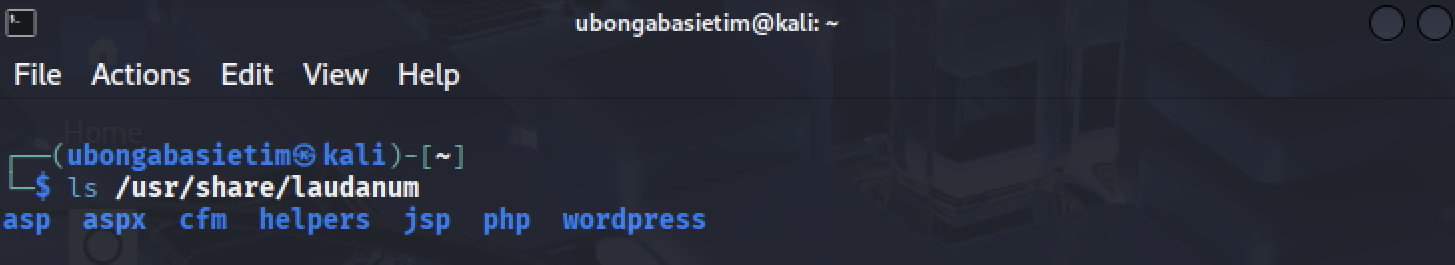 ubongabasietim@kali: ~
File Actions Edit View Help
Home
┌──(ubongabasietim㉿kali)-[~]
└─$ ls /usr/share/laudanum
asp aspx cfm helpers jsp php wordpress